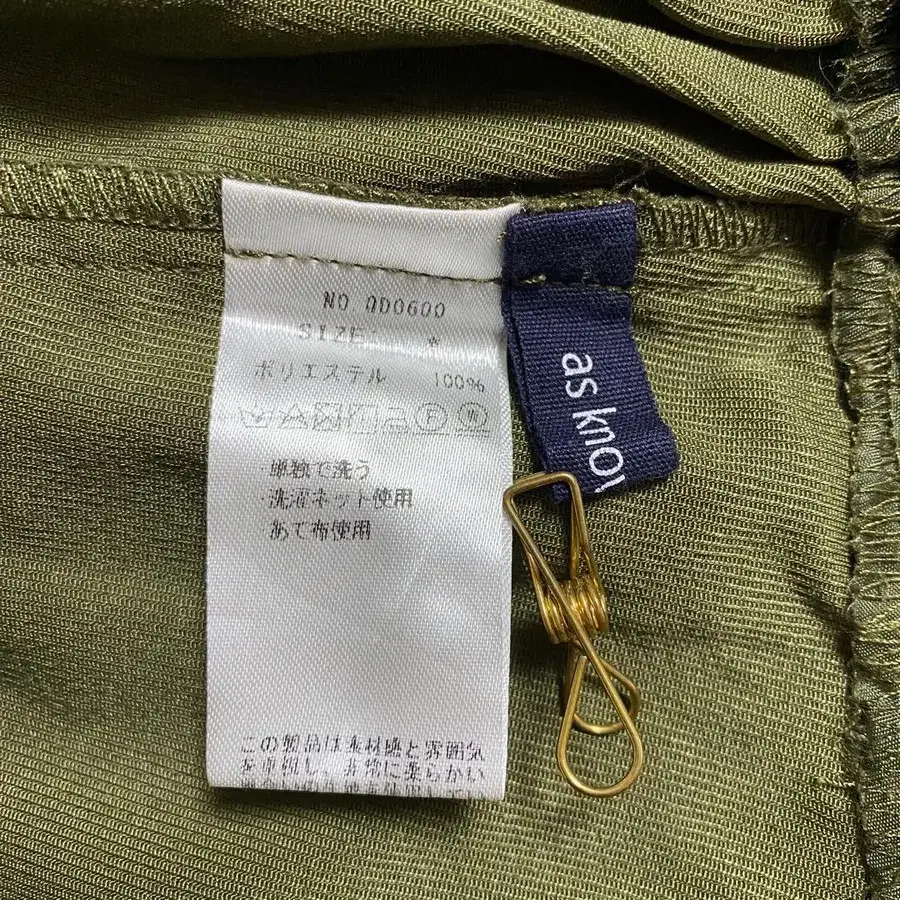 NO.QD0600
SIZE: *
ポリエステル 100%
・単独で洗う
・洗濯ネット使用
あて布使用
この製品は素材感と雰囲気
を重視し、非常に柔らかい
as know